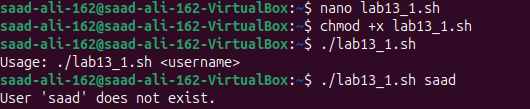 saad-ali-162@saad-ali-162-VirtualBox:~$ nano lab13_1.sh
saad-ali-162@saad-ali-162-VirtualBox:~$ chmod +x lab13_1.sh
saad-ali-162@saad-ali-162-VirtualBox:~$ ./lab13_1.sh
Usage: ./lab13_1.sh <username>
saad-ali-162@saad-ali-162-VirtualBox:~$ ./lab13_1.sh saad
User 'saad' does not exist.